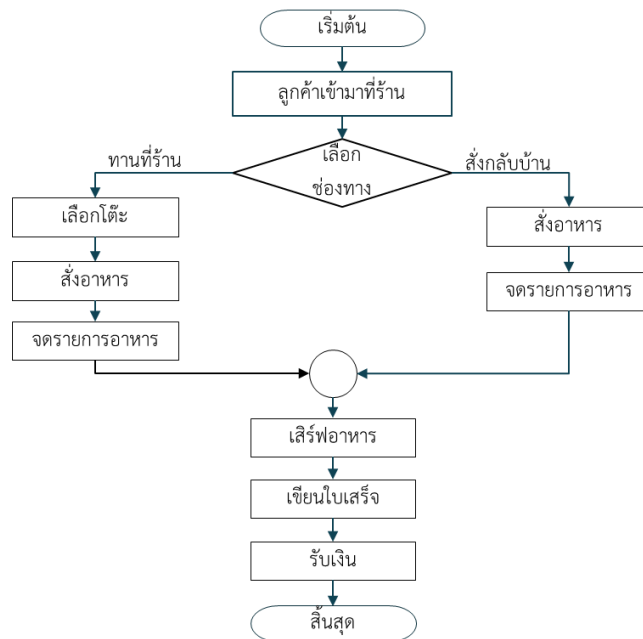 เริ่มต้น
ลูกค้าเข้ามาที่ร้าน
เลือก
ช่องทาง
ทานที่ร้าน
สั่งกลับบ้าน
เลือกโต๊ะ
สั่งอาหาร
จดรายการอาหาร
สั่งอาหาร
จดรายการอาหาร
เสิร์ฟอาหาร
เขียนใบเสร็จ
รับเงิน
สิ้นสุด